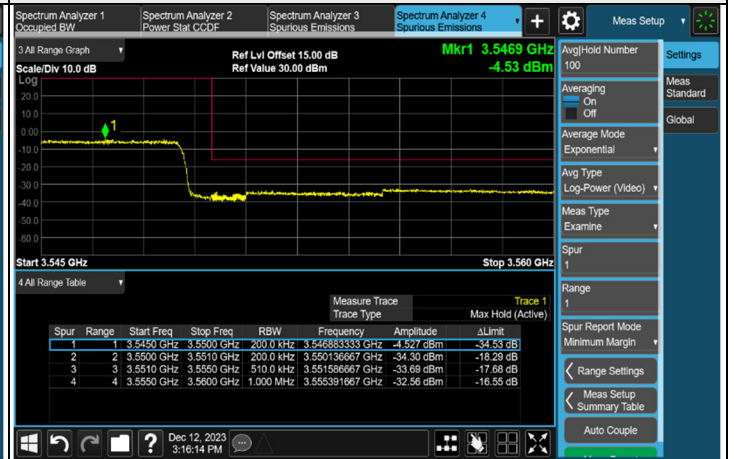 Spectrum Analyzer 1
Occupied BW
Spectrum Analyzer 2
Power Stat CCDF
Spectrum Analyzer 3
Spurious Emissions
Spectrum Analyzer 4
Spurious Emissions
+
Meas Setup
3 All Range Graph
Ref Lvl Offset 15.00 dB
Mkr1 3.5469 GHz
Scale/Div 10.0 dB
Ref Value 30.00 dBm
-4.53 dBm
Log
20.0
10.0
0.00
-10.0
-20.0
-30.0
-40.0
-50.0
-60.0
1
Start 3.545 GHz
Stop 3.560 GHz
4 All Range Table
Measure Trace Trace 1
Trace Type Max Hold (Active)
Spur Range Start Freq Stop Freq RBW Frequency Amplitude ΔLimit
1 1 3.5450 GHz 3.5500 GHz 200.0 kHz 3.546883333 GHz -4.527 dBm -34.53 dB
2 2 3.5500 GHz 3.5510 GHz 200.0 kHz 3.550136667 GHz -34.30 dBm -18.29 dB
3 3 3.5510 GHz 3.5550 GHz 510.0 kHz 3.551586667 GHz -33.69 dBm -17.68 dB
4 4 3.5550 GHz 3.5600 GHz 1.000 MHz 3.555391667 GHz -32.56 dBm -16.55 dB
Dec 12, 2023
3:16:14 PM
Avg|Hold Number
100
Averaging
On
Off
Average Mode
Exponential
Avg Type
Log-Power (Video)
Meas Type
Examine
Spur
1
Range
1
Spur Report Mode
Minimum Margin
Range Settings
Meas Setup
Summary Table
Auto Couple
Settings
Meas
Standard
Global